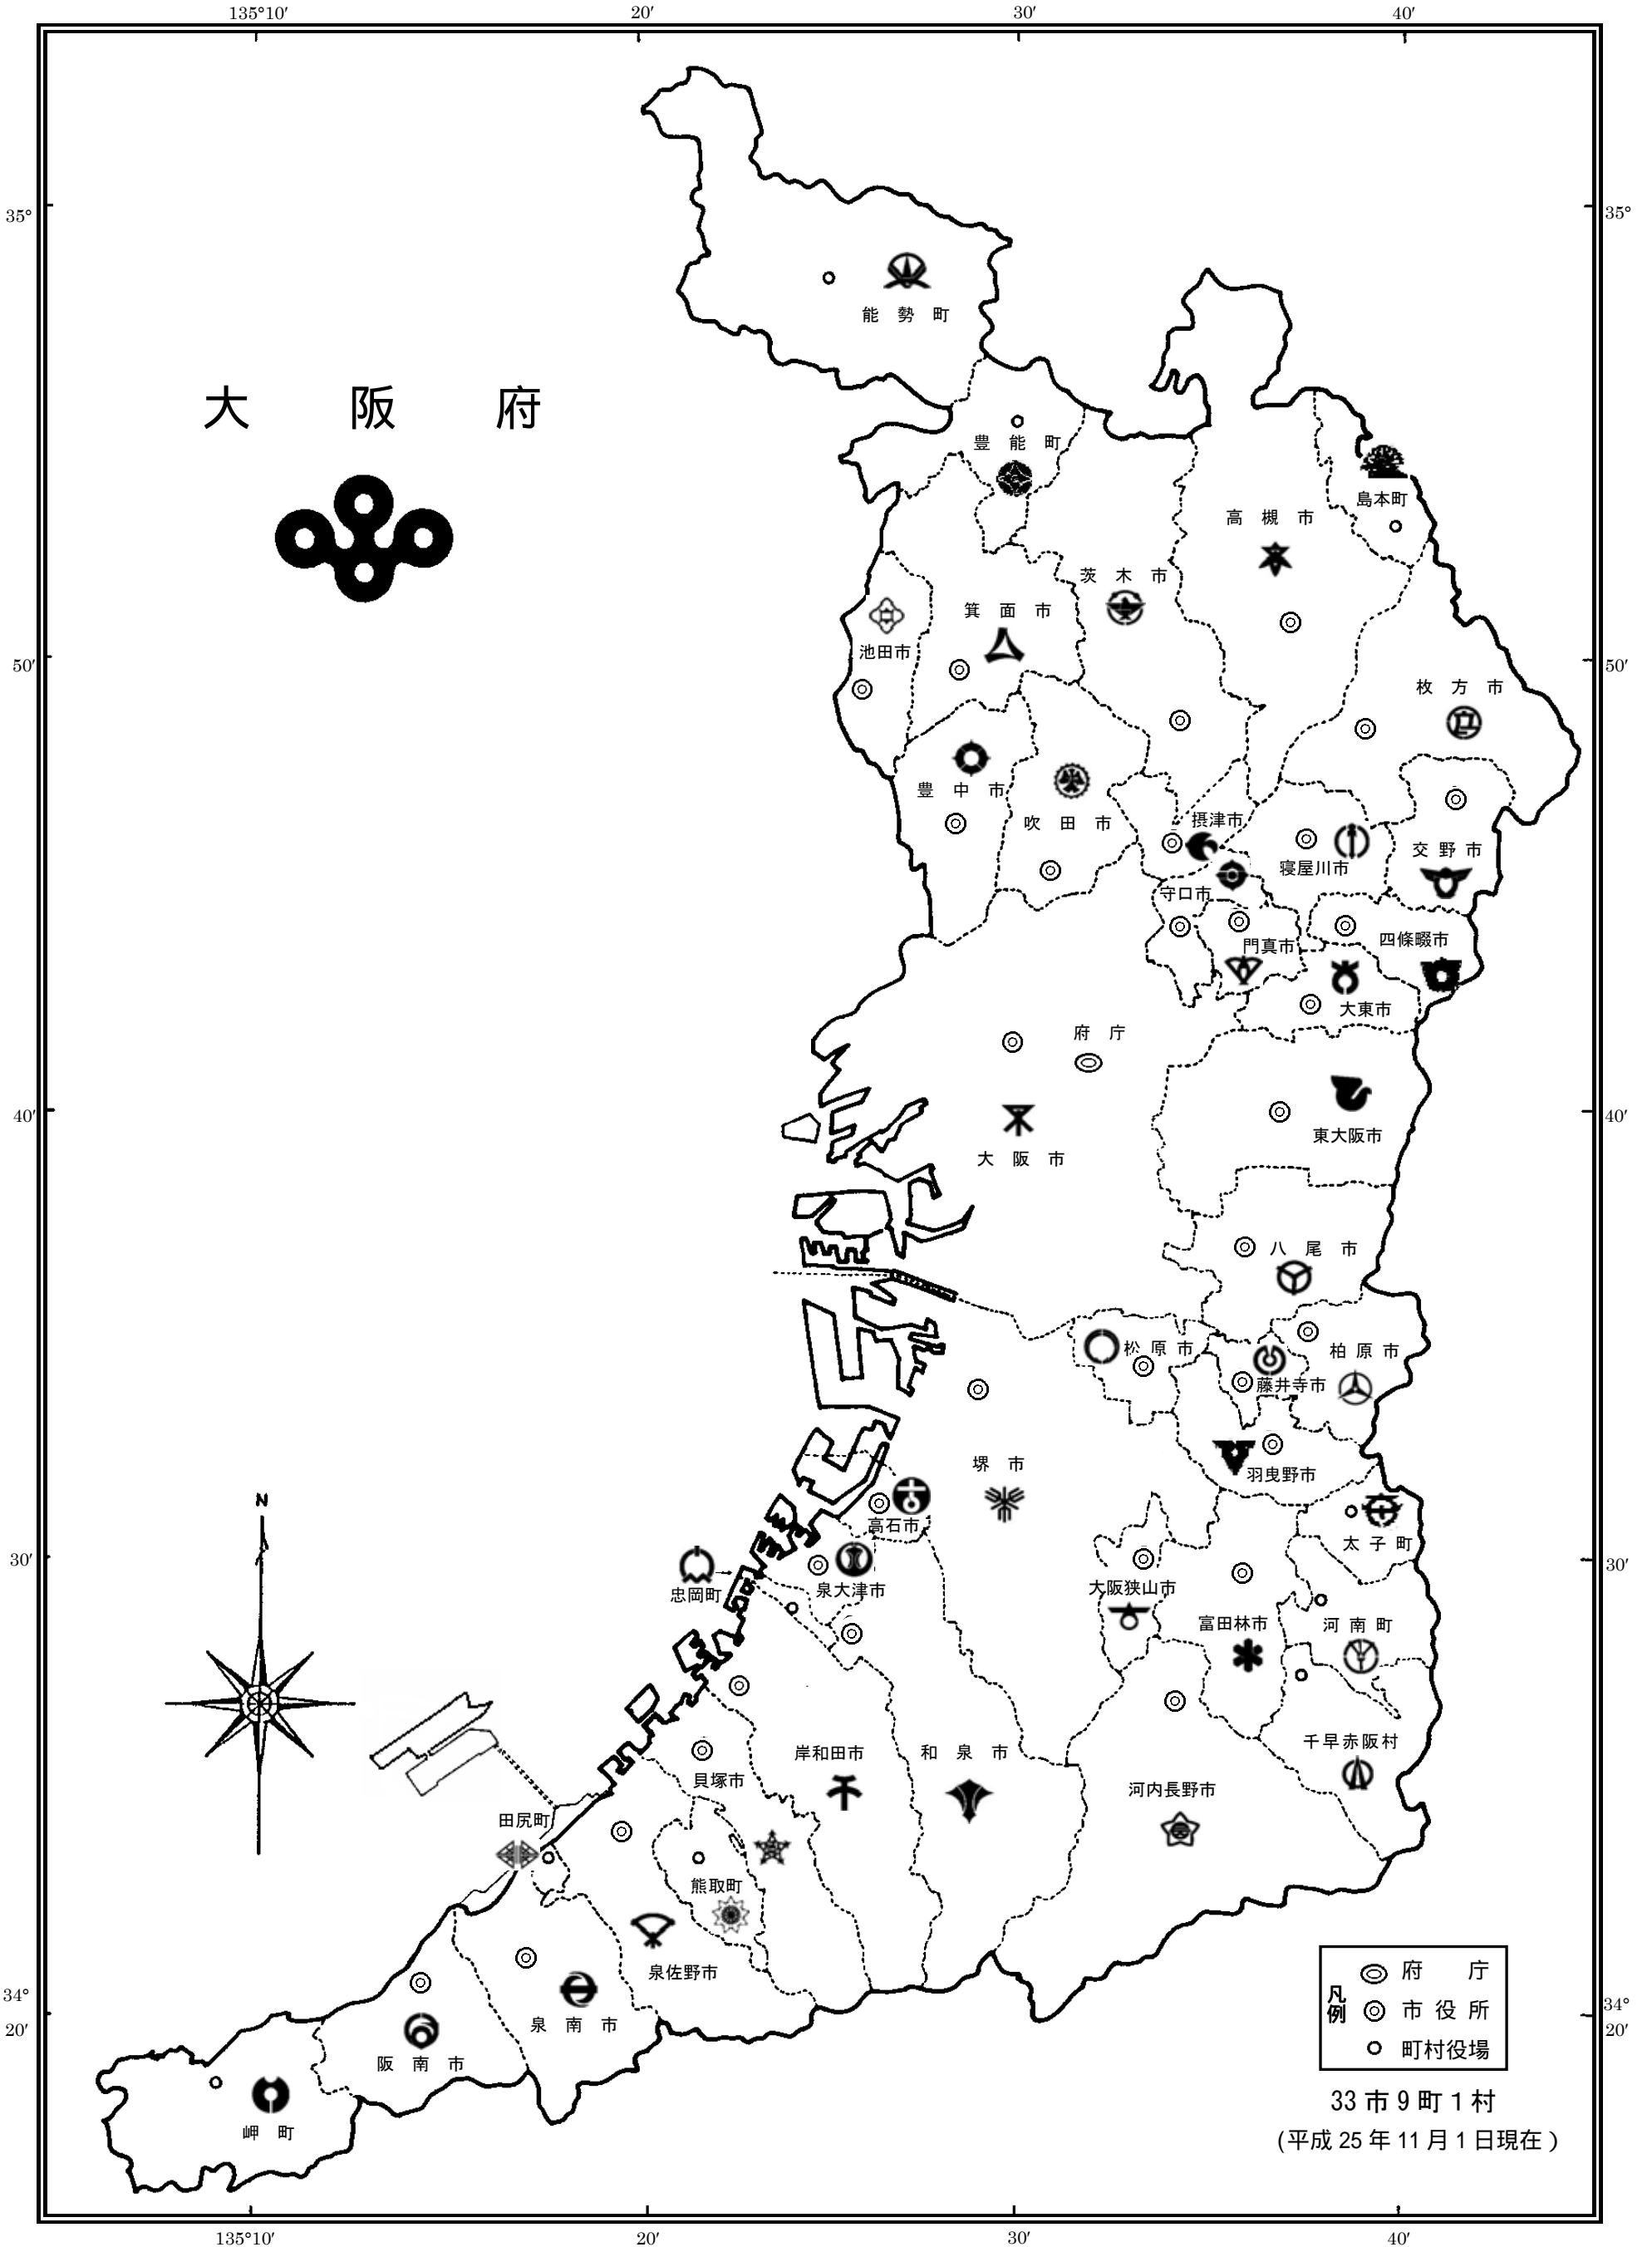 135°10′ 20′ 30′ 40′
35° 35°
能勢町
大阪府
豊能町
島本町
高槻市
茨木市
箕面市
池田市
50′ 50′
枚方市
豊中市
吹田市
摂津市
寝屋川市
交野市
守口市
門真市
四條畷市
大東市
府庁
40′ 40′
東大阪市
大阪市
八尾市
松原市
柏原市
藤井寺市
堺市
羽曳野市
N
高石市
太子町
30′ 30′
忠岡町
泉大津市
大阪狭山市
富田林市
河南町
千早赤阪村
岸和田市
和泉市
貝塚市
河内長野市
田尻町
熊取町
泉佐野市
34° 34°
20′ 20′
泉南市
阪南市
岬町
凡例
府庁
市役所
町村役場
33市9町1村
(平成25年11月1日現在)
135°10′ 20′ 30′ 40′